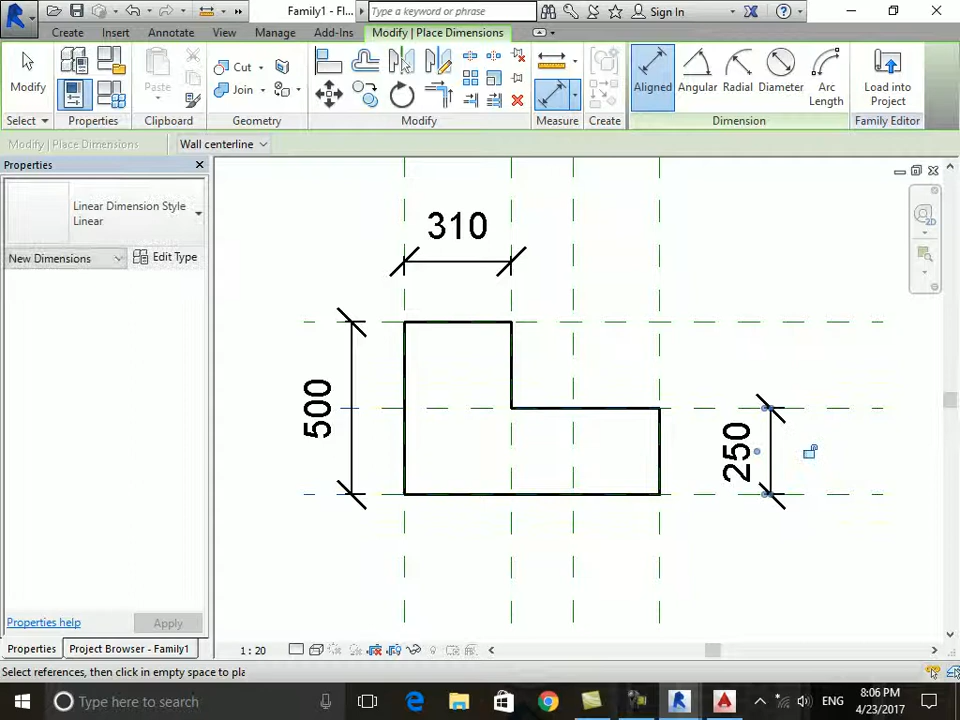 Family1 - Fl...
Type a keyword or phrase
Sign In
Create
Insert
Annotate
View
Manage
Add-Ins
Modify | Place Dimensions
Modify
Paste
Cut
Join
Aligned
Angular
Radial
Diameter
Arc
Length
Load into
Project
Select
Properties
Clipboard
Geometry
Modify
Measure
Create
Dimension
Family Editor
Modify | Place Dimensions
Wall centerline
Properties
Linear Dimension Style
Linear
New Dimensions
Edit Type
310
500
250
2D
Properties help
Apply
Properties
Project Browser - Family1
1 : 20
Select references, then click in empty space to pla
Type here to search
ENG
8:06 PM
4/23/2017